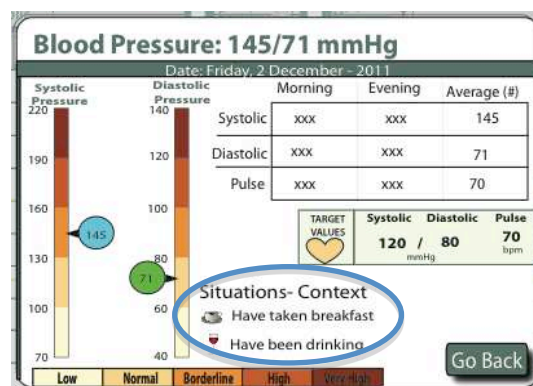 Blood Pressure: 145/71 mmHg
Date: Friday, 2 December - 2011
Systolic Pressure
Diastolic Pressure
Morning Evening Average (#)
Systolic xxx xxx 145
Diastolic xxx xxx 71
Pulse xxx xxx 70
220
190
160
130
100
70
145
140
120
100
80
60
40
71
TARGET VALUES
Systolic Diastolic Pulse
120 / 80 70
mmHg bpm
Situations- Context
Have taken breakfast
Have been drinking
Go Back
Low Normal Borderline High Very High